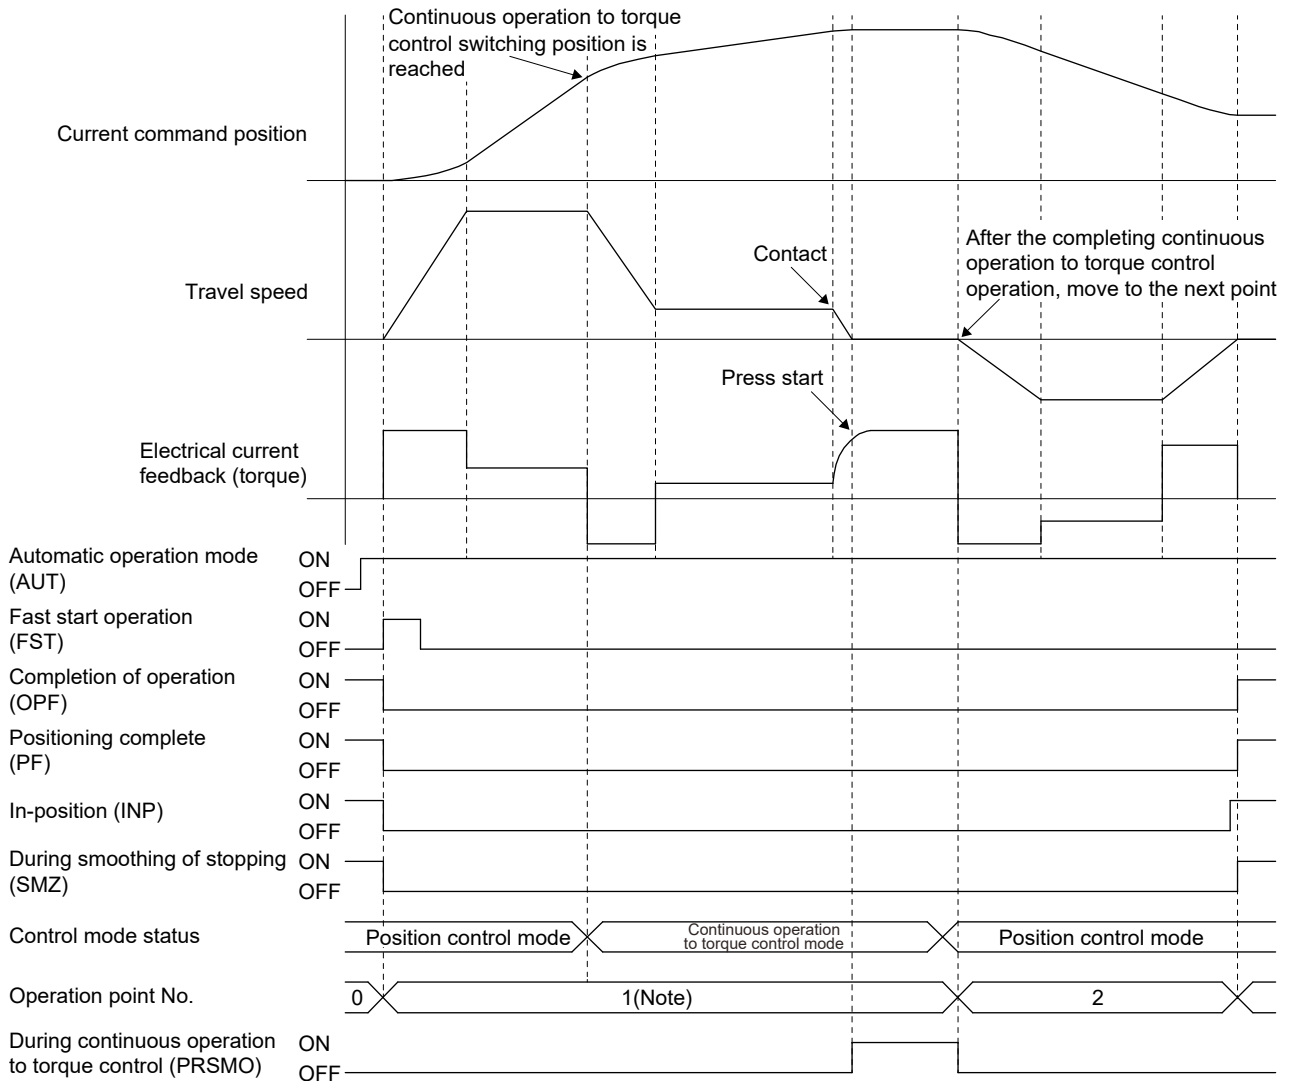 Continuous operation to torque
control switching position is
reached
Current command position
Travel speed
Contact
After the completing continuous
operation to torque control
operation, move to the next point
Press start
Electrical current
feedback (torque)
Automatic operation mode
(AUT)
ON
OFF
Fast start operation
(FST)
ON
OFF
Completion of operation
(OPF)
ON
OFF
Positioning complete
(PF)
ON
OFF
In-position (INP)
ON
OFF
During smoothing of stopping
(SMZ)
ON
OFF
Control mode status
Position control mode
Continuous operation
to torque control mode
Position control mode
Operation point No.
0
1(Note)
2
During continuous operation
to torque control (PRSMO)
ON
OFF